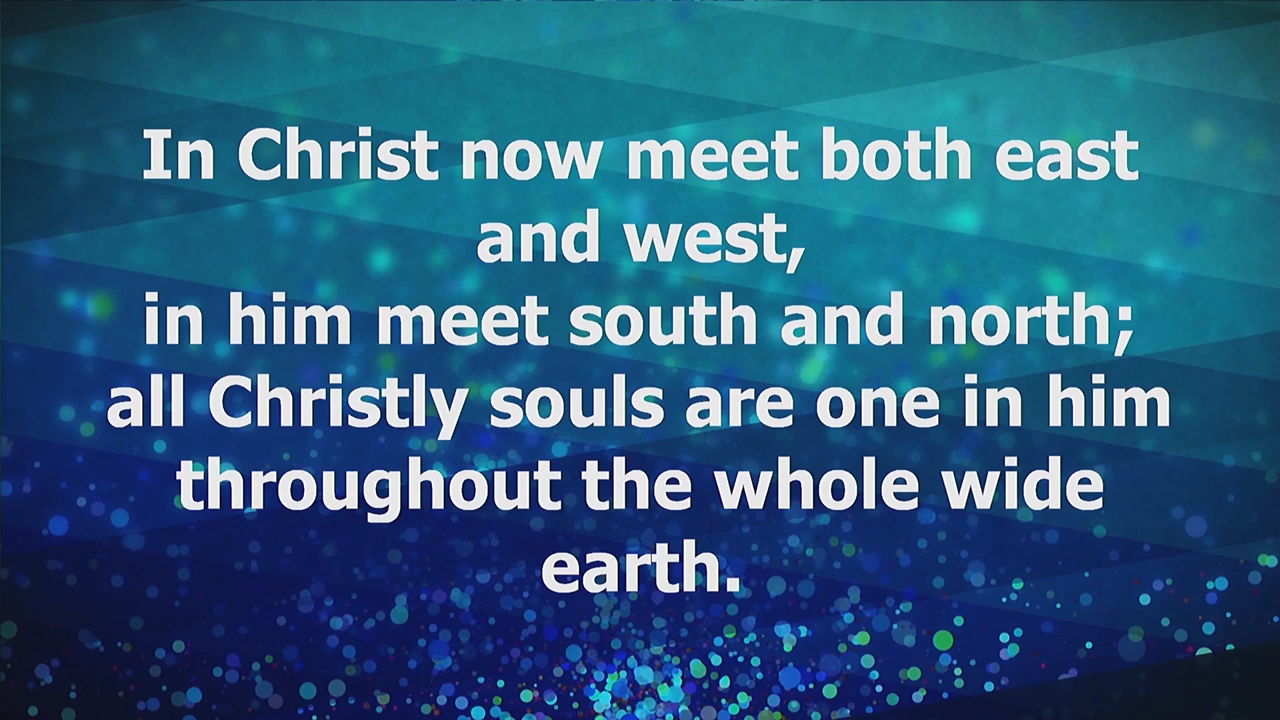 In Christ now meet both east
and west,
in him meet south and north;
all Christly souls are one in him
throughout the whole wide
earth.